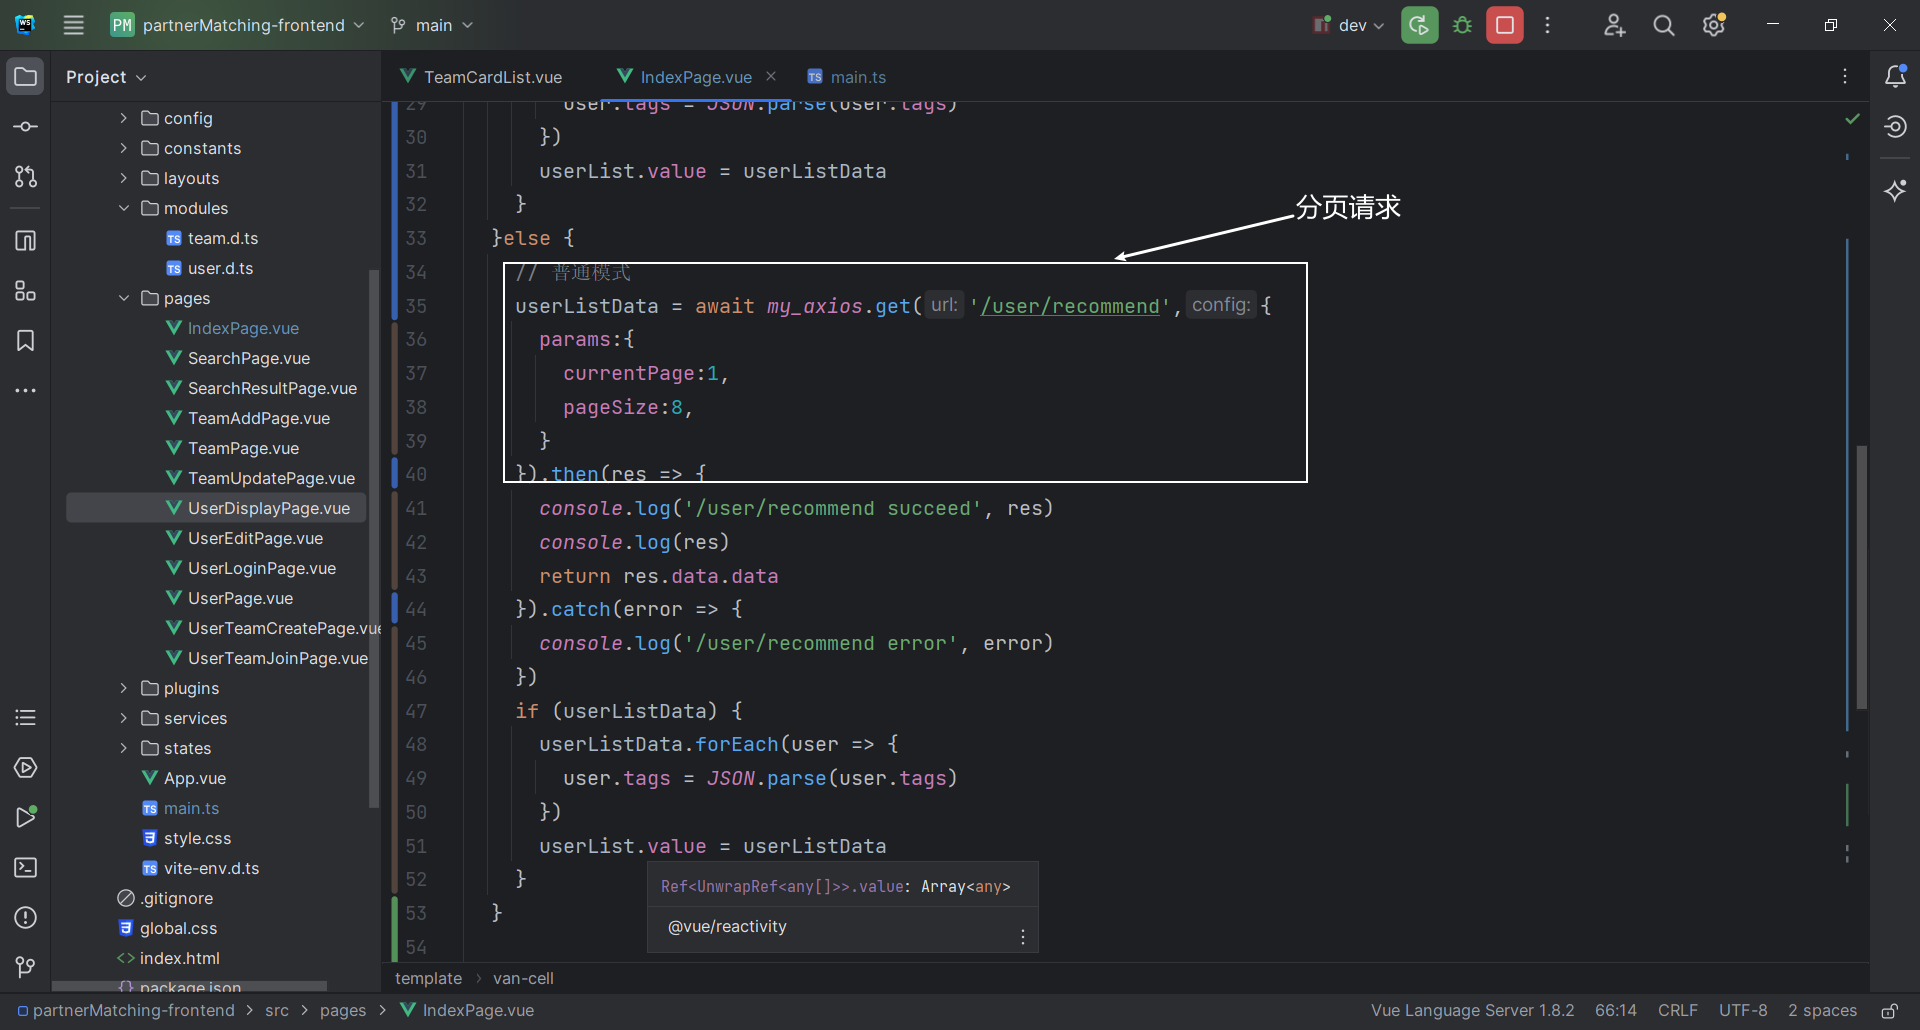 WS
PM partnerMatching-frontend
main
dev
Project
config
constants
layouts
modules
TS team.d.ts
TS user.d.ts
pages
IndexPage.vue
SearchPage.vue
SearchResultPage.vue
TeamAddPage.vue
TeamPage.vue
TeamUpdatePage.vue
UserDisplayPage.vue
UserEditPage.vue
UserLoginPage.vue
UserPage.vue
UserTeamCreatePage.vue
UserTeamJoinPage.vue
plugins
services
states
App.vue
TS main.ts
style.css
TS vite-env.d.ts
.gitignore
global.css
index.html
package.json
TeamCardList.vue
IndexPage.vue
TS main.ts
29 user.tags = JSON.parse(user.tags)
30 })
31 userList.value = userListData
32 }
33 }else {
分页请求
34 // 普通模式
35 userListData = await my_axios.get( url: '/user/recommend', config: {
36 params:{
37 currentPage:1,
38 pageSize:8,
39 }
40 }).then(res => {
41 console.log('/user/recommend succeed', res)
42 console.log(res)
43 return res.data.data
44 }).catch(error => {
45 console.log('/user/recommend error', error)
46 })
47 if (userListData) {
48 userListData.forEach(user => {
49 user.tags = JSON.parse(user.tags)
50 })
51 userList.value = userListData
52 }
53 }
54
Ref<UnwrapRef<any[]>>.value: Array<any>
@vue/reactivity
template > van-cell
partnerMatching-frontend > src > pages > IndexPage.vue
Vue Language Server 1.8.2 66:14 CRLF UTF-8 2 spaces